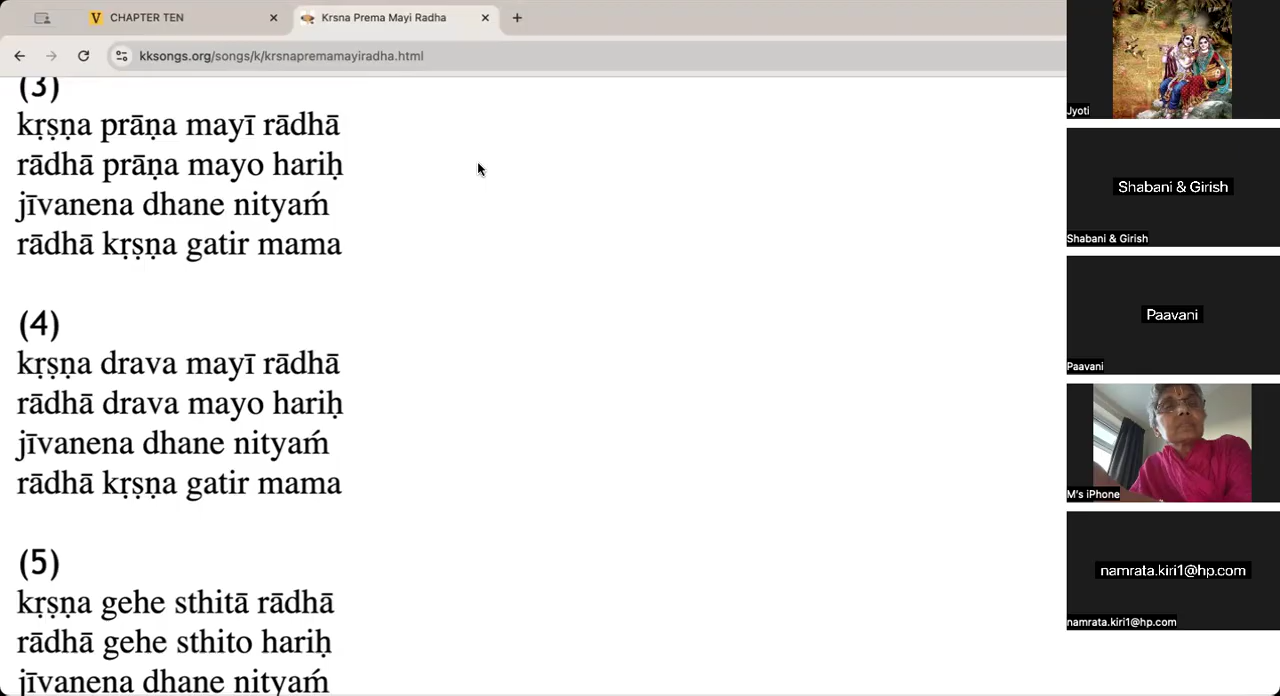 CHAPTER TEN
Krsna Prema Mayi Radha
kksongs.org/songs/k/krsnapremamayiradha.html
(3)
kṛṣṇa prāṇa mayī rādhā
rādhā prāṇa mayo hariḥ
jīvanena dhane nityaḿ
rādhā kṛṣṇa gatir mama
(4)
kṛṣṇa drava mayī rādhā
rādhā drava mayo hariḥ
jīvanena dhane nityaḿ
rādhā kṛṣṇa gatir mama
(5)
kṛṣṇa gehe sthitā rādhā
rādhā gehe sthito hariḥ
jīvanena dhane nityaḿ
Jyoti
Shabani & Girish
Shabani & Girish
Paavani
Paavani
M's iPhone
namrata.kiri1@hp.com
namrata.kiri1@hp.com